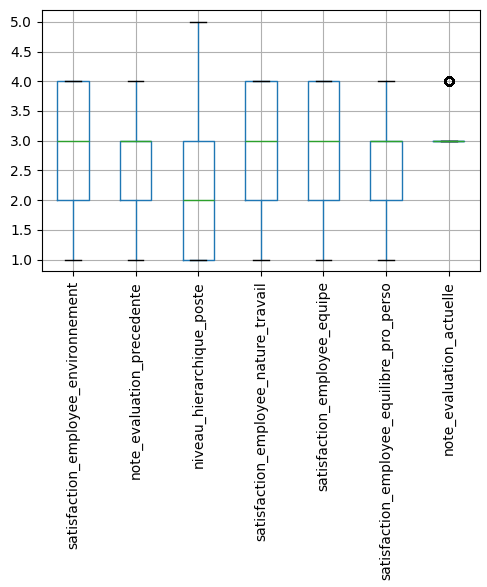 5.0
4.5
4.0
3.5
3.0
2.5
2.0
1.5
1.0
satisfaction_employee_environnement
note_evaluation_precedente
niveau_hierarchique_poste
satisfaction_employee_nature_travail
satisfaction_employee_equipe
satisfaction_employee_equilibre_pro_perso
note_evaluation_actuelle